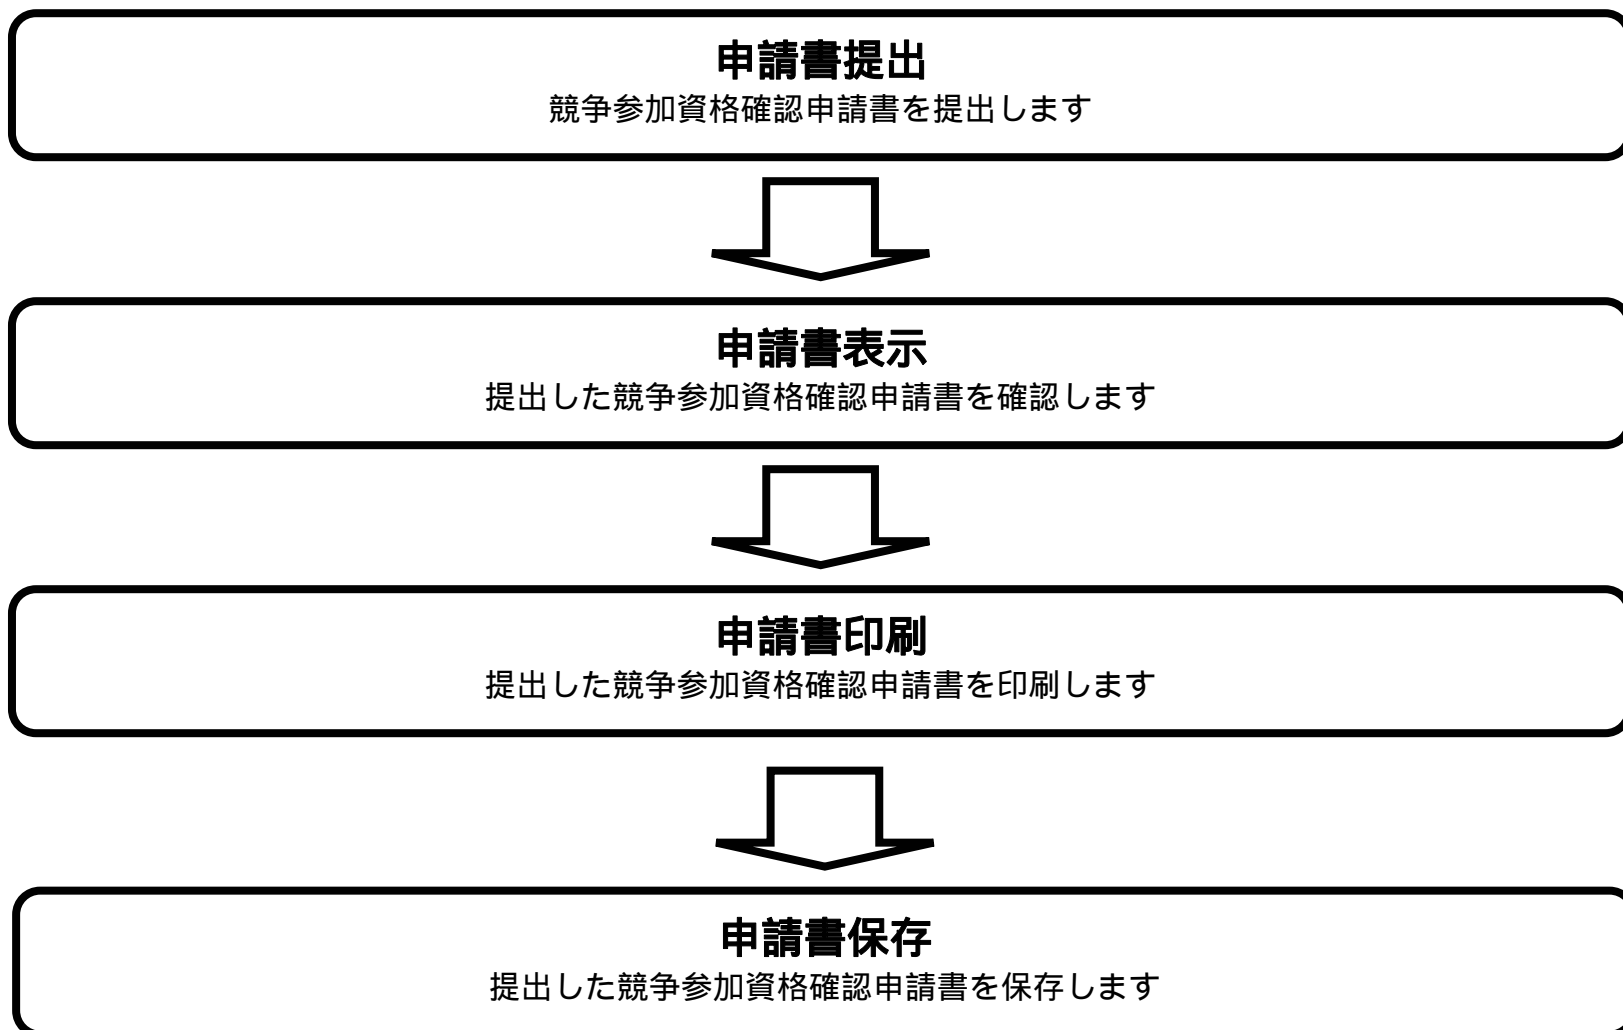 申請書提出
競争参加資格確認申請書を提出します
申請書表示
提出した競争参加資格確認申請書を確認します
申請書印刷
提出した競争参加資格確認申請書を印刷します
申請書保存
提出した競争参加資格確認申請書を保存します